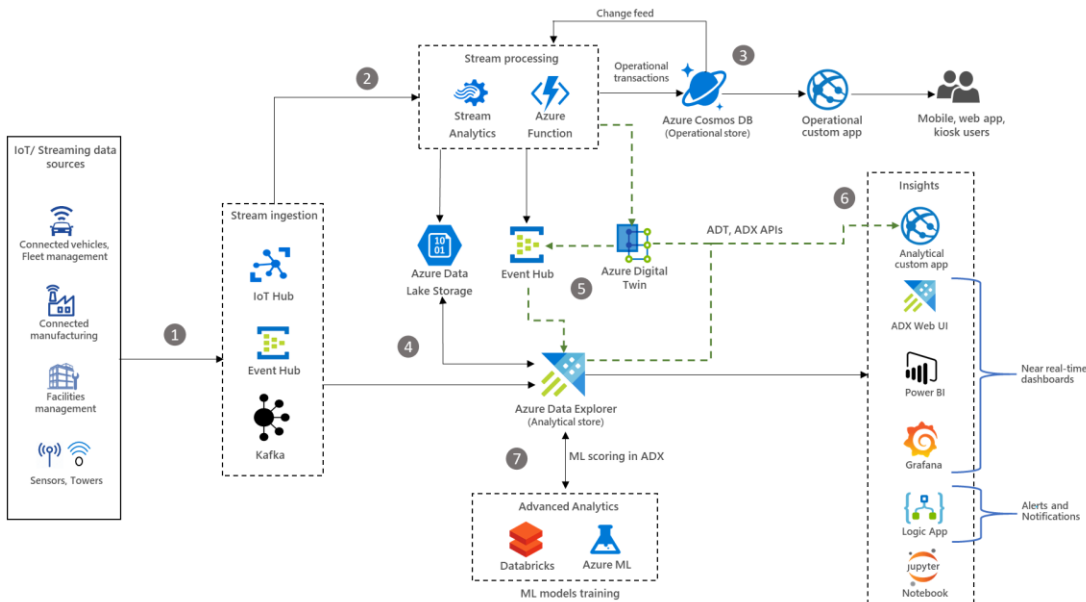 Change feed
Stream processing
2
3
Operational
transactions
Stream
Analytics
Azure
Function
Azure Cosmos DB
(Operational store)
Operational
custom app
Mobile, web app,
kiosk users
IoT/ Streaming data
sources
Connected vehicles,
Fleet management
Connected
manufacturing
Facilities
management
Sensors, Towers
1
Stream ingestion
IoT Hub
Event Hub
Kafka
10
01
Azure Data
Lake Storage
Event Hub
5
Azure Digital
Twin
ADT, ADX APIs
4
Azure Data Explorer
(Analytical store)
7
ML scoring in ADX
Advanced Analytics
Databricks
Azure ML
ML models training
6
Insights
Analytical
custom app
ADX Web UI
Power BI
Grafana
Near real-time
dashboards
Logic App
Alerts and
Notifications
jupyter
Notebook